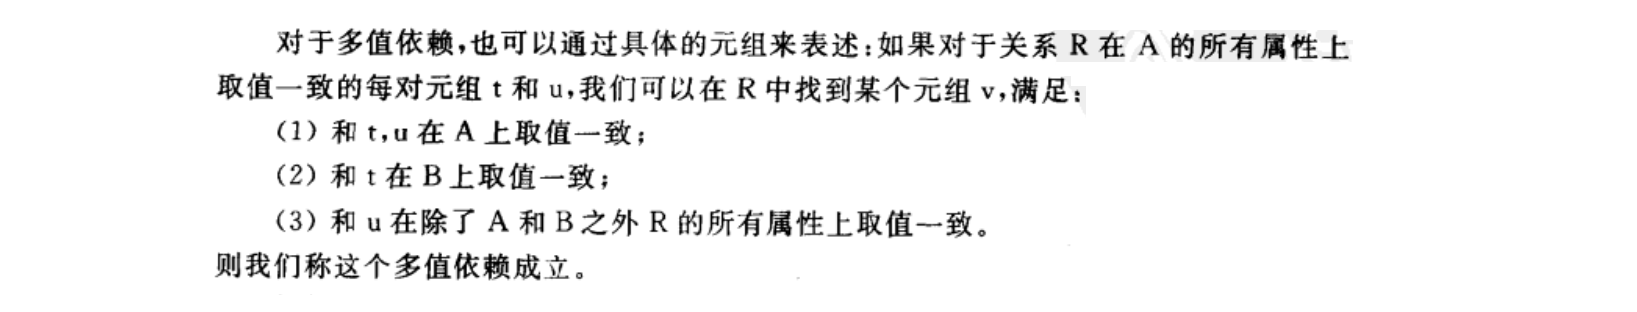 对于多值依赖,也可以通过具体的元组来表述:如果对于关系 R 在 A 的所有属性上
取值一致的每对元组 t 和 u,我们可以在 R 中找到某个元组 v,满足:
(1) 和 t,u 在 A 上取值一致;
(2) 和 t 在 B 上取值一致;
(3) 和 u 在除了 A 和 B 之外 R 的所有属性上取值一致。
则我们称这个多值依赖成立。